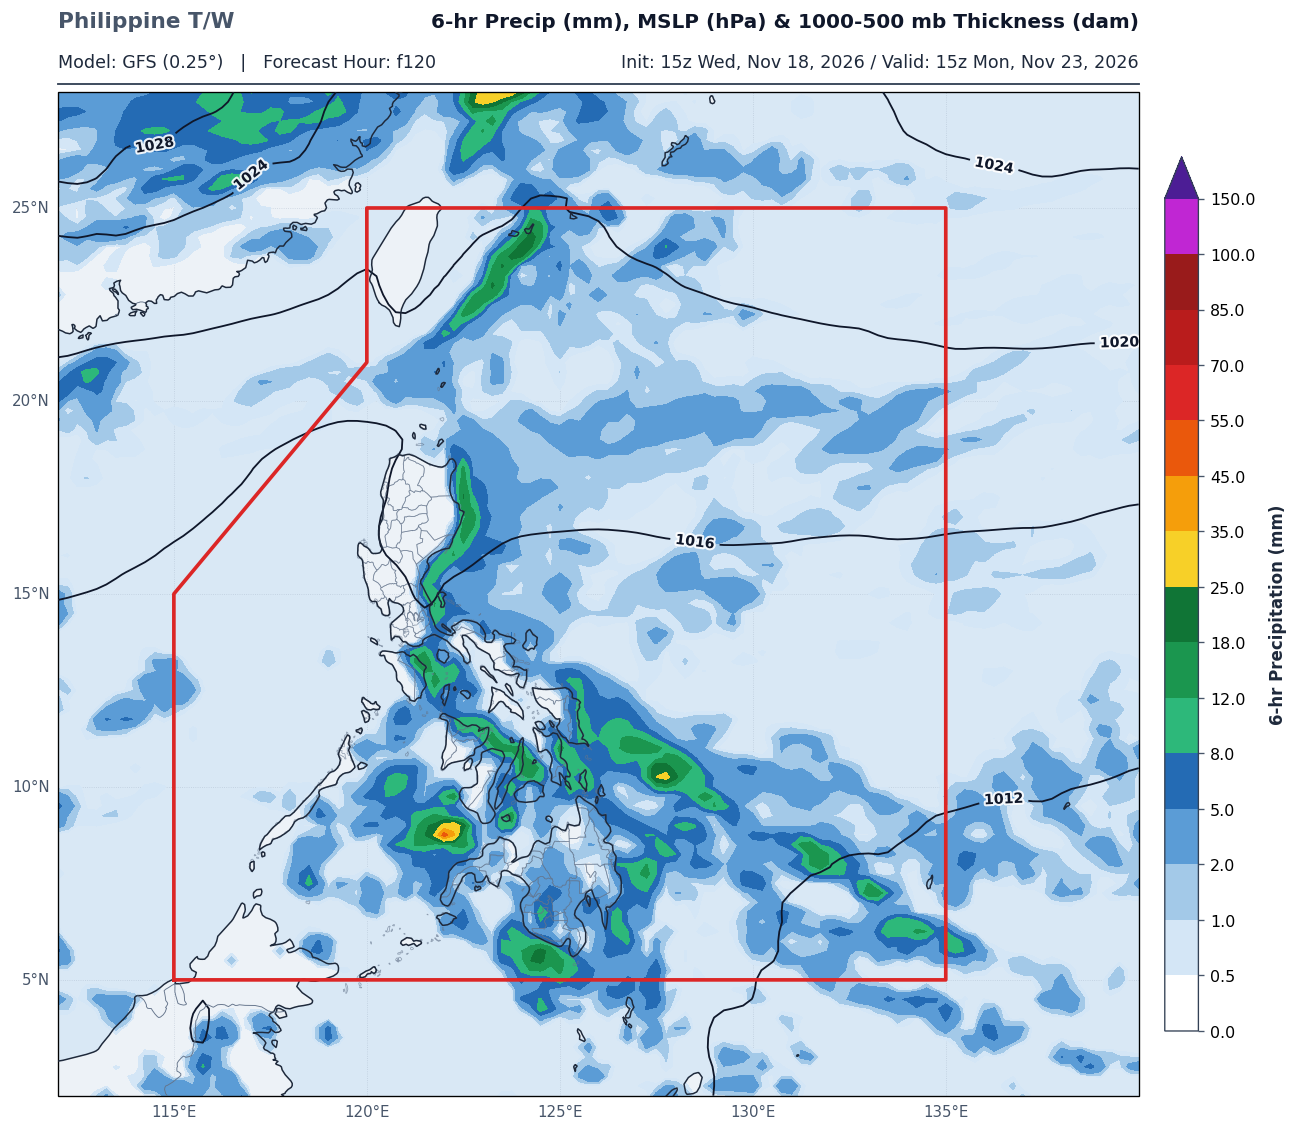 Philippine T/W
6-hr Precip (mm), MSLP (hPa) & 1000-500 mb Thickness (dam)
Model: GFS (0.25°)   |   Forecast Hour: f120
Init: 15z Wed, Nov 18, 2026 / Valid: 15z Mon, Nov 23, 2026
1028
1024
1024
1020
1016
1012
25°N
20°N
15°N
10°N
5°N
115°E
120°E
125°E
130°E
135°E
150.0
100.0
85.0
70.0
55.0
45.0
35.0
25.0
18.0
12.0
8.0
5.0
2.0
1.0
0.5
0.0
6-hr Precipitation (mm)